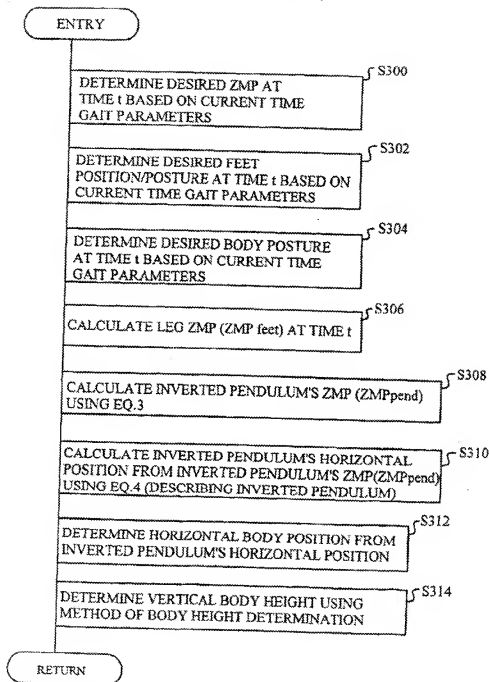 ENTRY
S300
DETERMINE DESIRED ZMP AT
TIME t BASED ON CURRENT TIME
GAIT PARAMETERS
S302
DETERMINE DESIRED FEET
POSITION/POSTURE AT TIME t BASED ON
CURRENT TIME GAIT PARAMETERS
S304
DETERMINE DESIRED BODY POSTURE
AT TIME t BASED ON CURRENT TIME
GAIT PARAMETERS
S306
CALCULATE LEG ZMP (ZMP feet) AT TIME t
S308
CALCULATE INVERTED PENDULUM'S ZMP (ZMPpend)
USING EQ.3
S310
CALCULATE INVERTED PENDULUM'S HORIZONTAL
POSITION FROM INVERTED PENDULUM'S ZMP(ZMPpend)
USING EQ.4 (DESCRIBING INVERTED PENDULUM)
S312
DETERMINE HORIZONTAL BODY POSITION FROM
INVERTED PENDULUM'S HORIZONTAL POSITION
S314
DETERMINE VERTICAL BODY HEIGHT USING
METHOD OF BODY HEIGHT DETERMINATION
RETURN